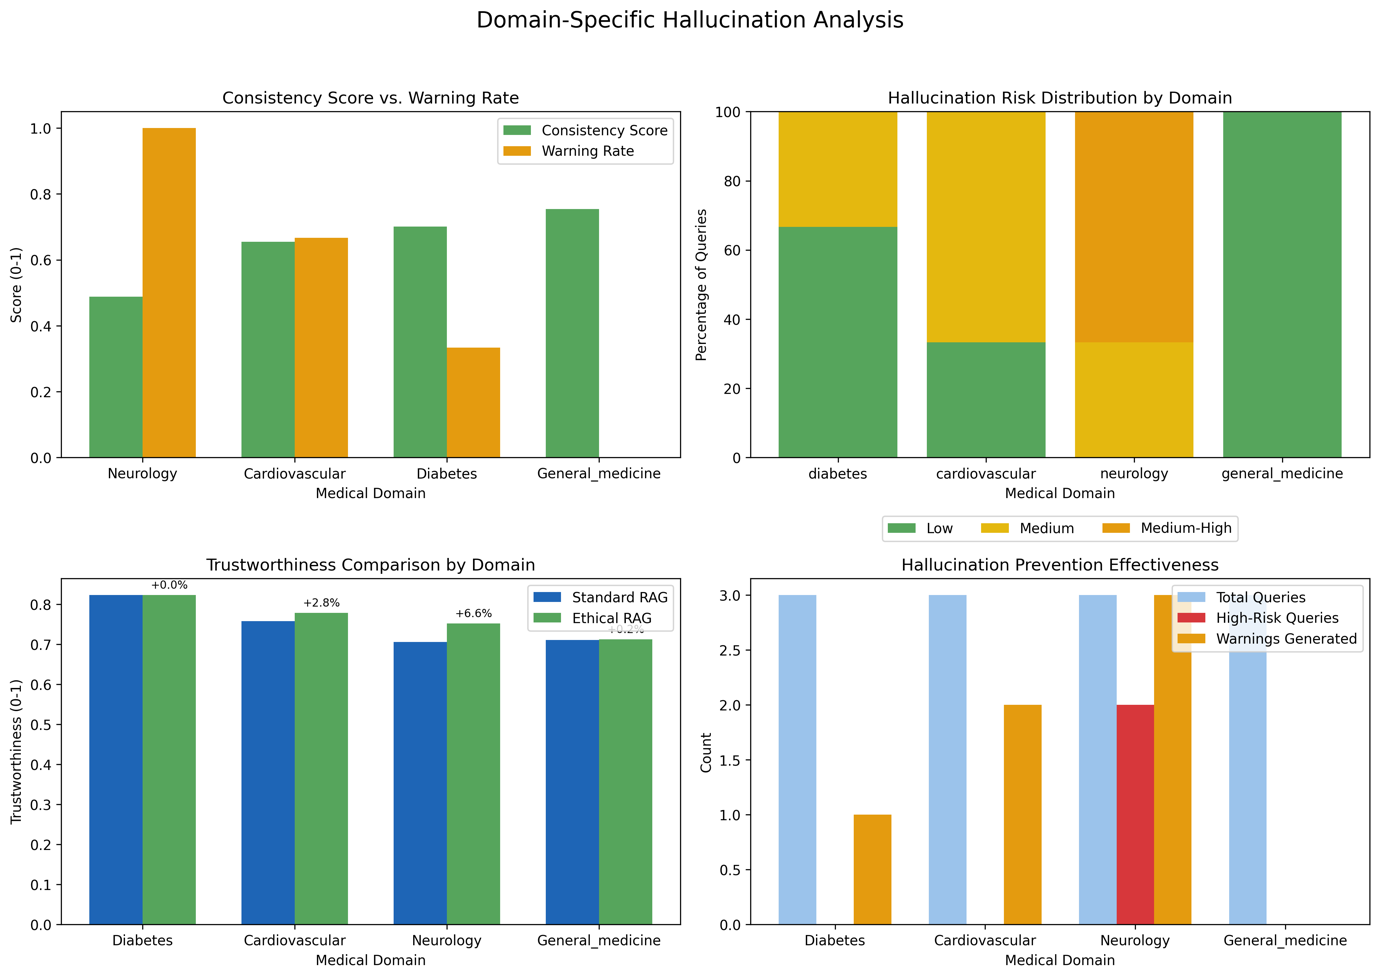 Domain-Specific Hallucination Analysis
Consistency Score vs. Warning Rate
Score (0-1)
1.0
0.8
0.6
0.4
0.2
0.0
Consistency Score
Warning Rate
Neurology Cardiovascular Diabetes General_medicine
Medical Domain
Hallucination Risk Distribution by Domain
Percentage of Queries
100
80
60
40
20
0
diabetes cardiovascular neurology general_medicine
Medical Domain
Low Medium Medium-High
Trustworthiness Comparison by Domain
Trustworthiness (0-1)
0.8
0.7
0.6
0.5
0.4
0.3
0.2
0.1
0.0
+0.0%
+2.8%
+6.6%
+0.2%
Standard RAG
Ethical RAG
Diabetes Cardiovascular Neurology General_medicine
Medical Domain
Hallucination Prevention Effectiveness
Count
3.0
2.5
2.0
1.5
1.0
0.5
0.0
Total Queries
High-Risk Queries
Warnings Generated
Diabetes Cardiovascular Neurology General_medicine
Medical Domain